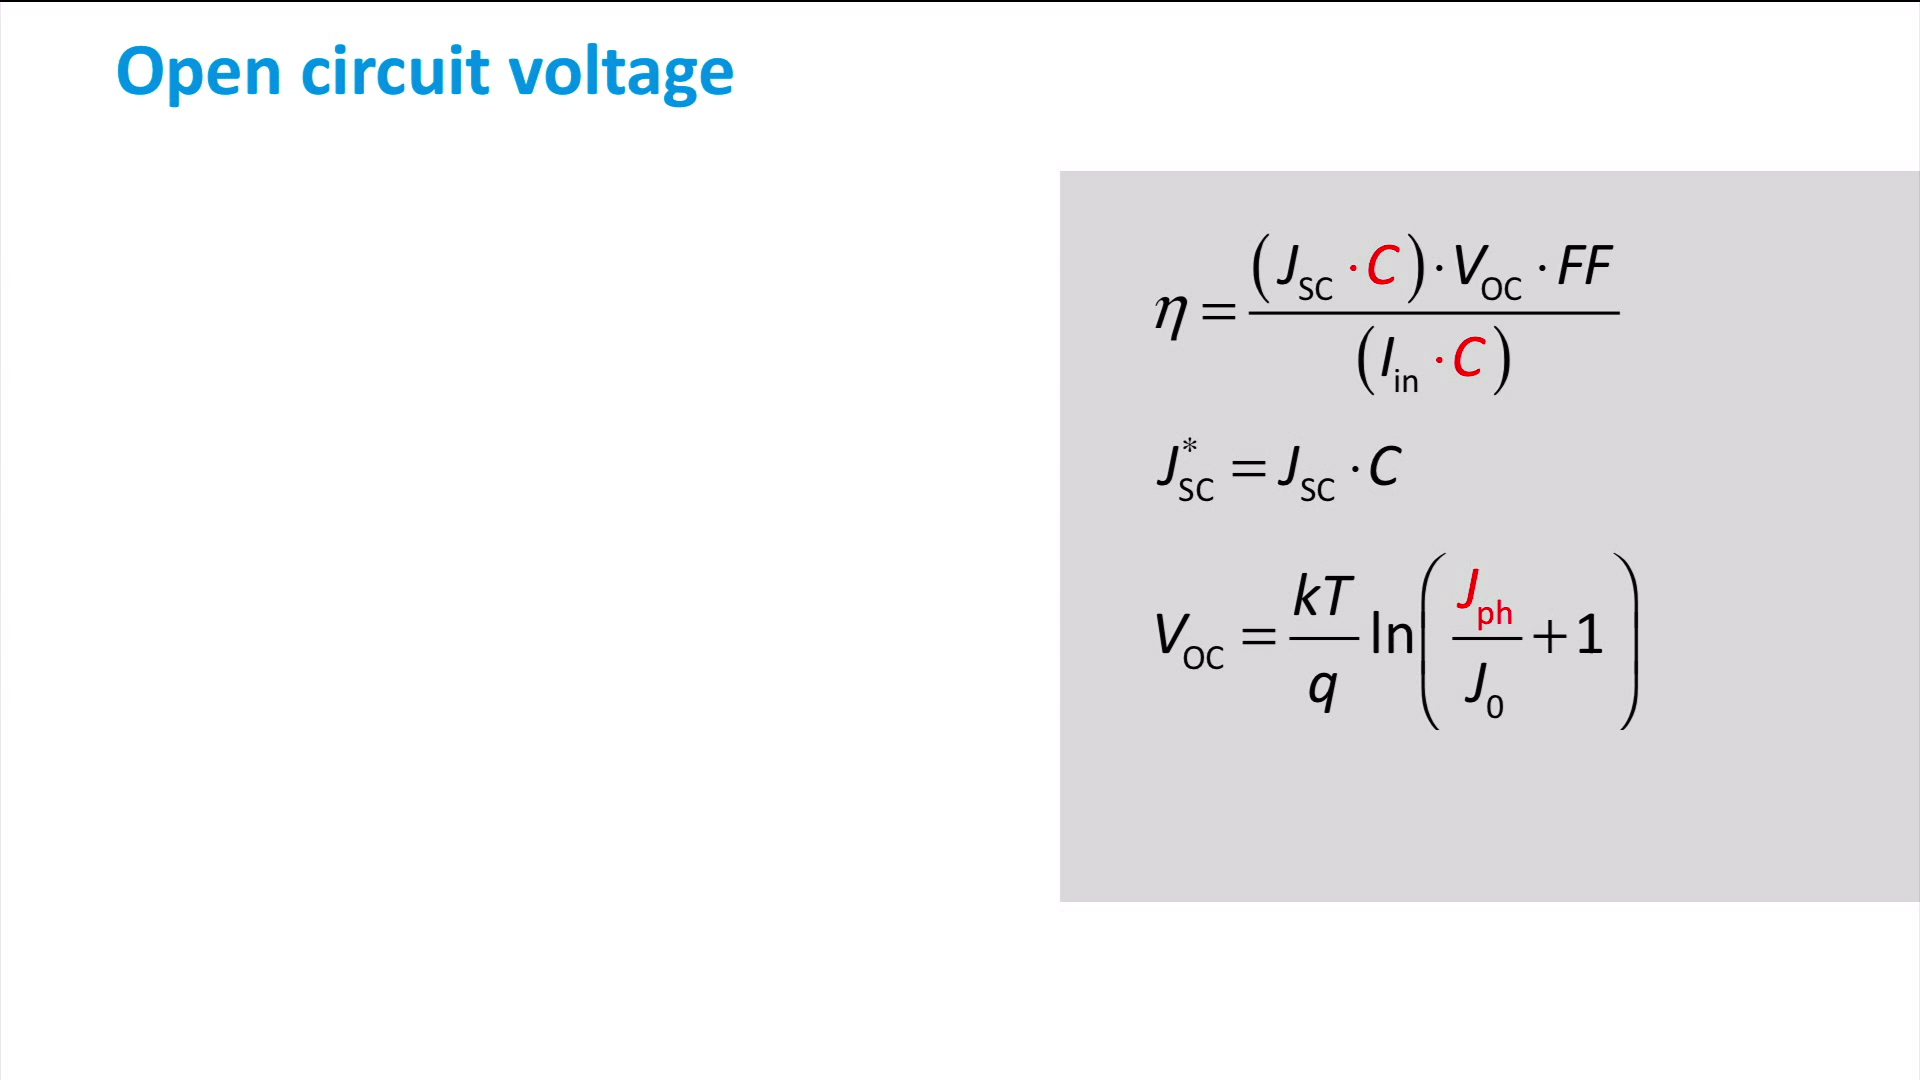 Open circuit voltage
η = (J_SC · C) · V_OC · FF / (I_in · C)
J*_SC = J_SC · C
V_OC = kT/q ln(J_ph/J_0 + 1)